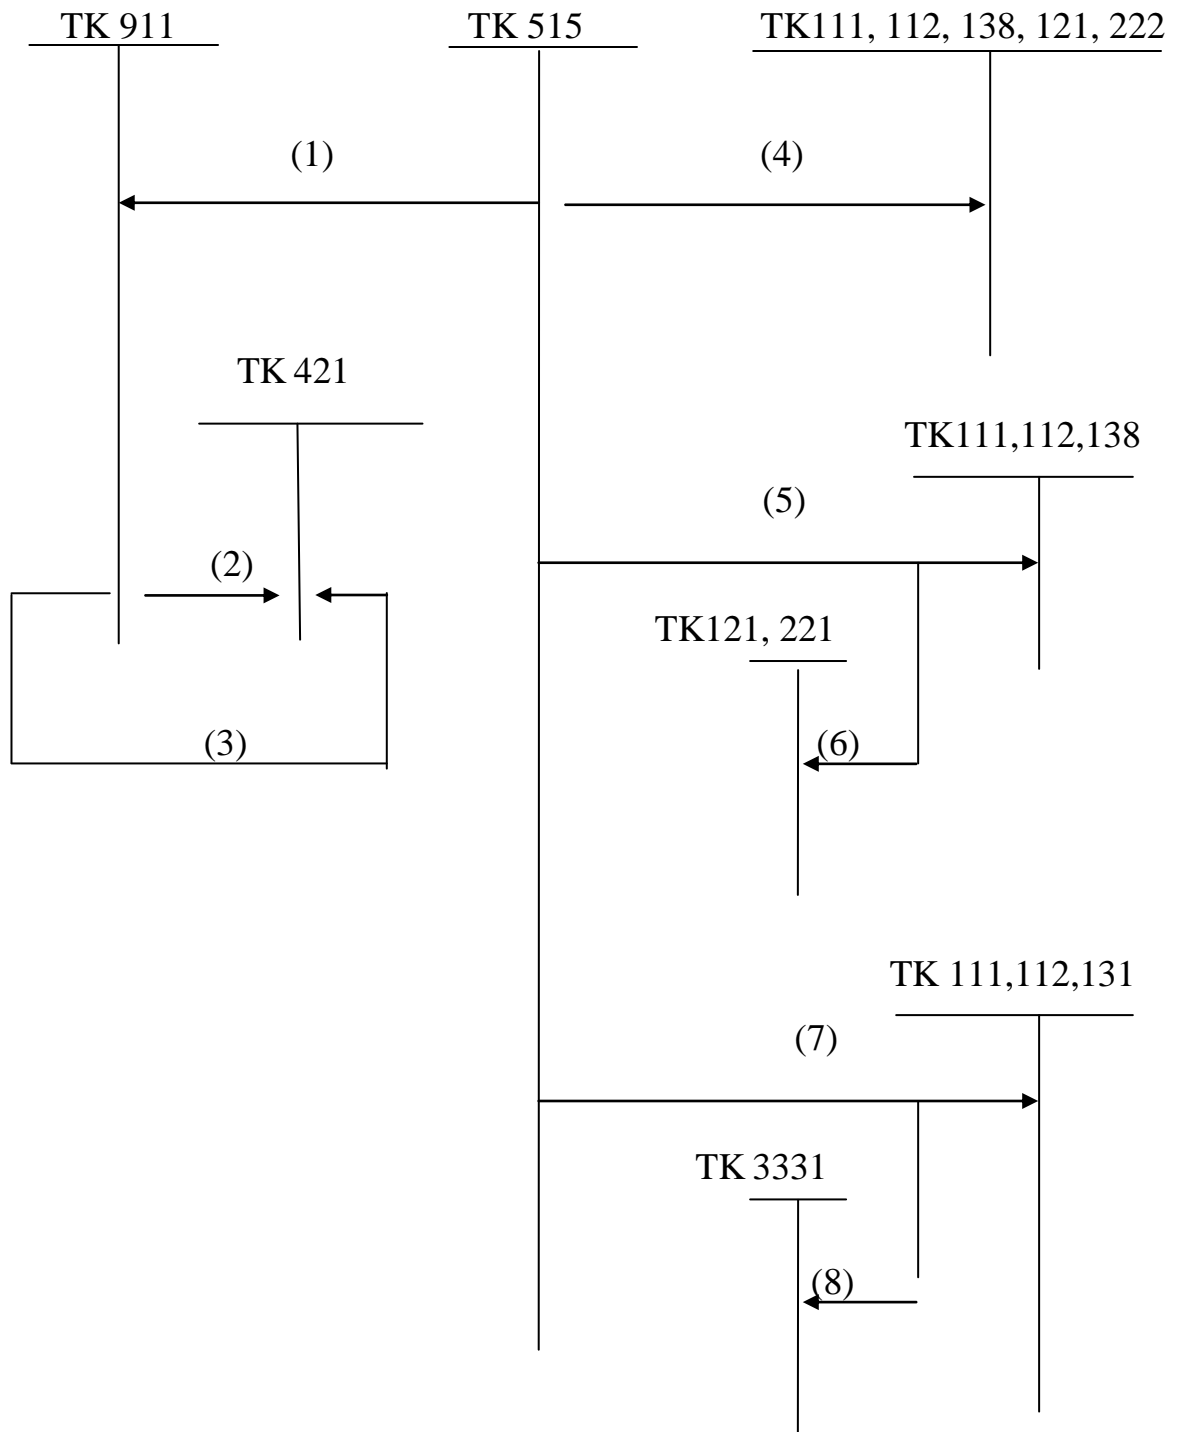 TK 911
TK 515
TK111, 112, 138, 121, 222
(1)
(4)
TK 421
TK111,112,138
(5)
(2)
TK121, 221
(3)
(6)
TK 111,112,131
(7)
TK 3331
(8)